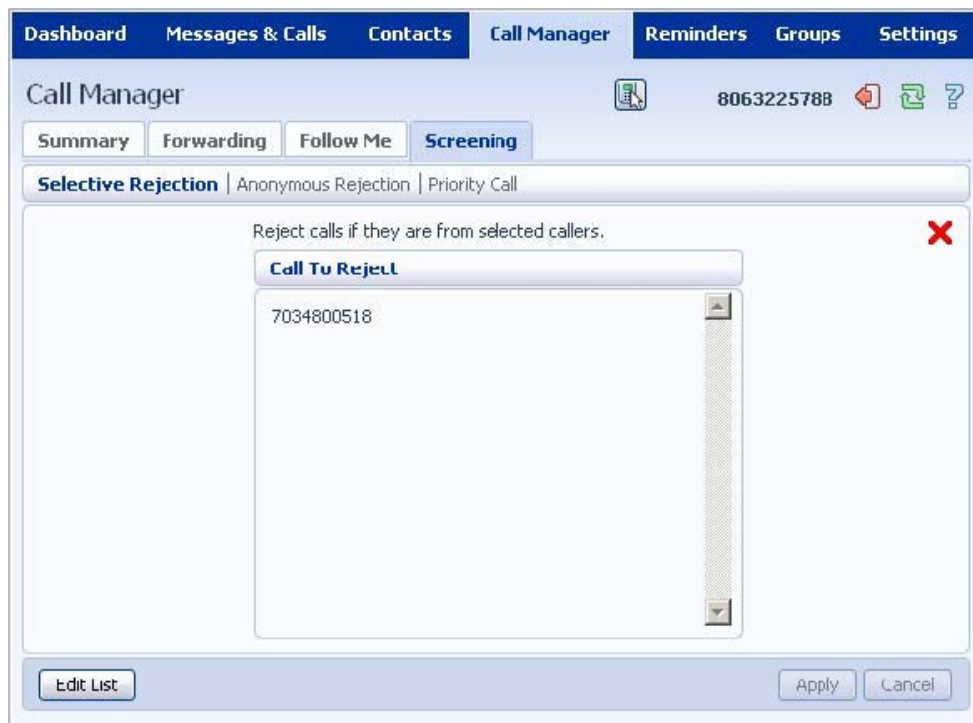 Dashboard Messages & Calls Contacts Call Manager Reminders Groups Settings
Call Manager 8063225788
Summary Forwarding Follow Me Screening
Selective Rejection | Anonymous Rejection | Priority Call
Reject calls if they are from selected callers.
Call To Reject
7034800518
Edit List Apply Cancel